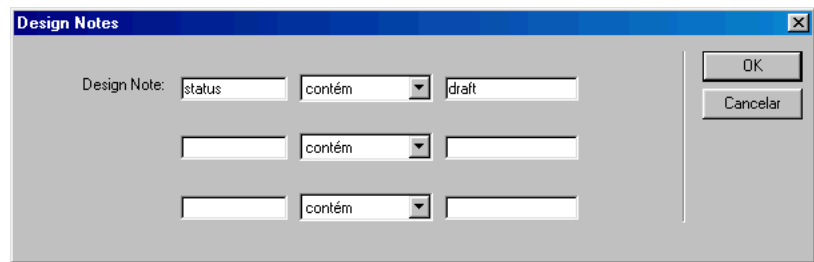 Design Notes
OK
Design Note: status contém draft
Cancelar
contém
contém